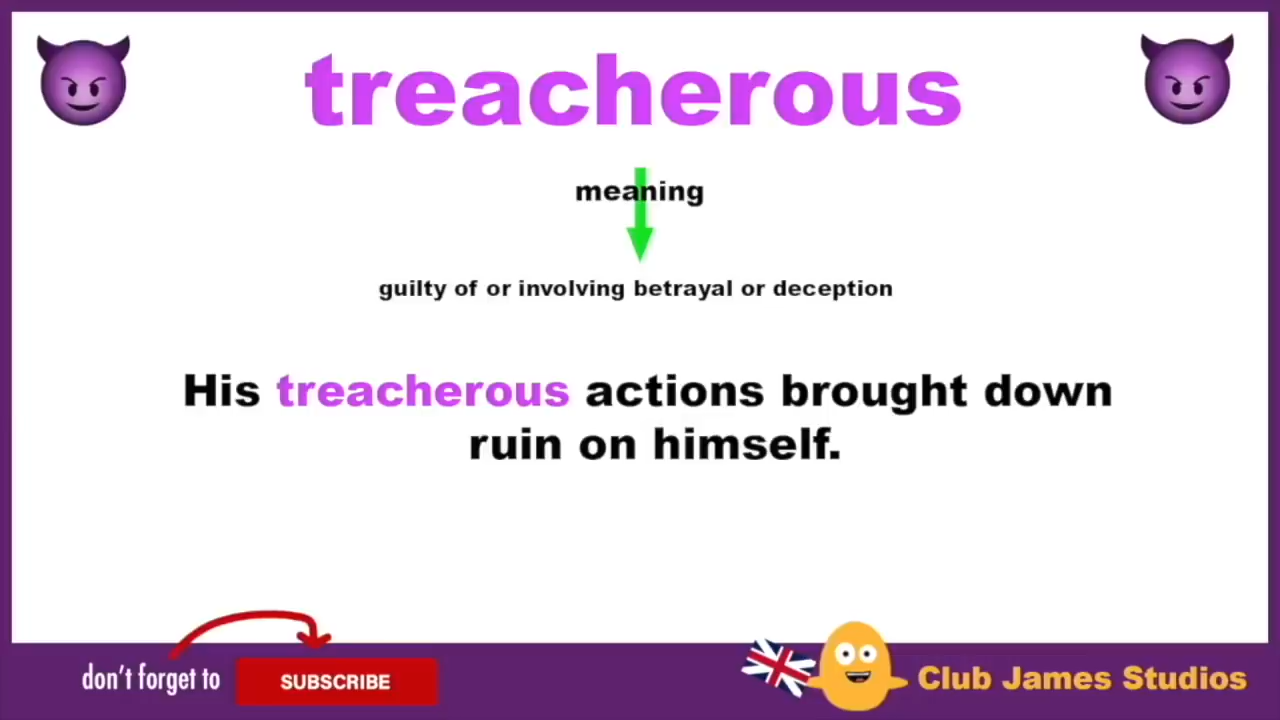 treacherous
meaning
guilty of or involving betrayal or deception
His treacherous actions brought down
ruin on himself.
don't forget to
SUBSCRIBE
Club James Studios